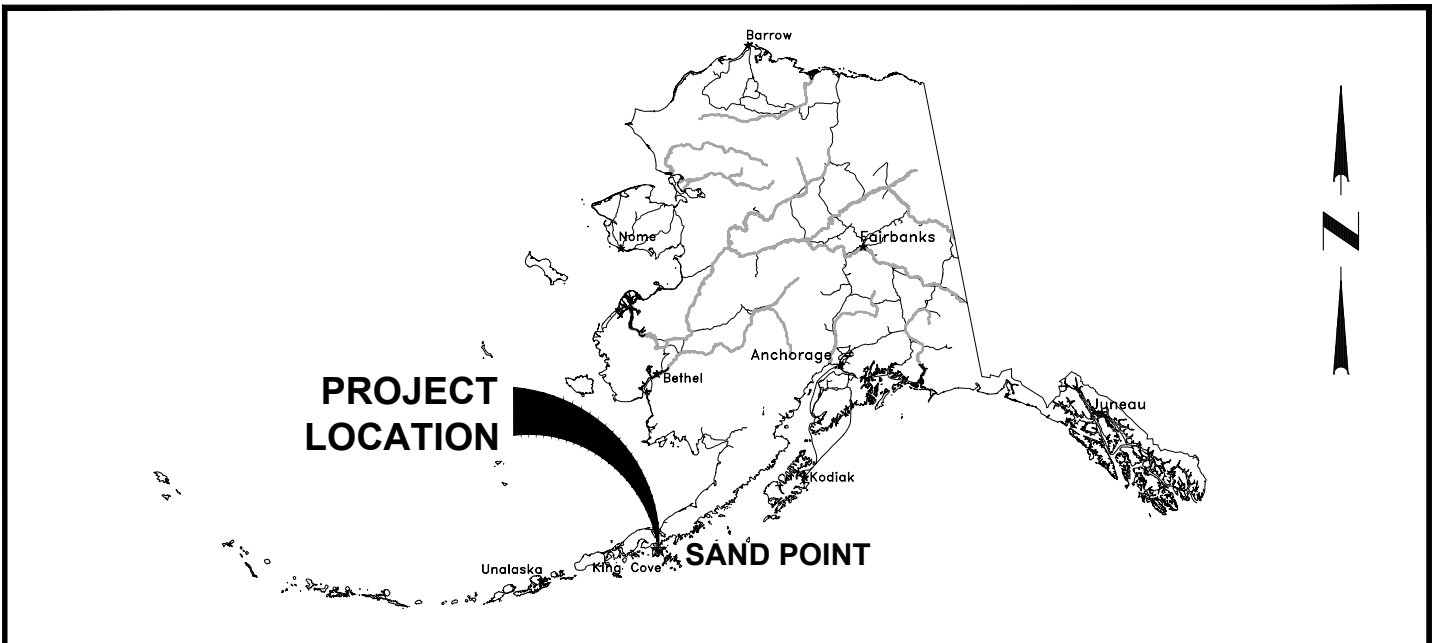 Barrow
N
Nome
Fairbanks
Anchorage
Bethel
PROJECT
LOCATION
Juneau
Kodiak
SAND POINT
Unalaska
King Cove